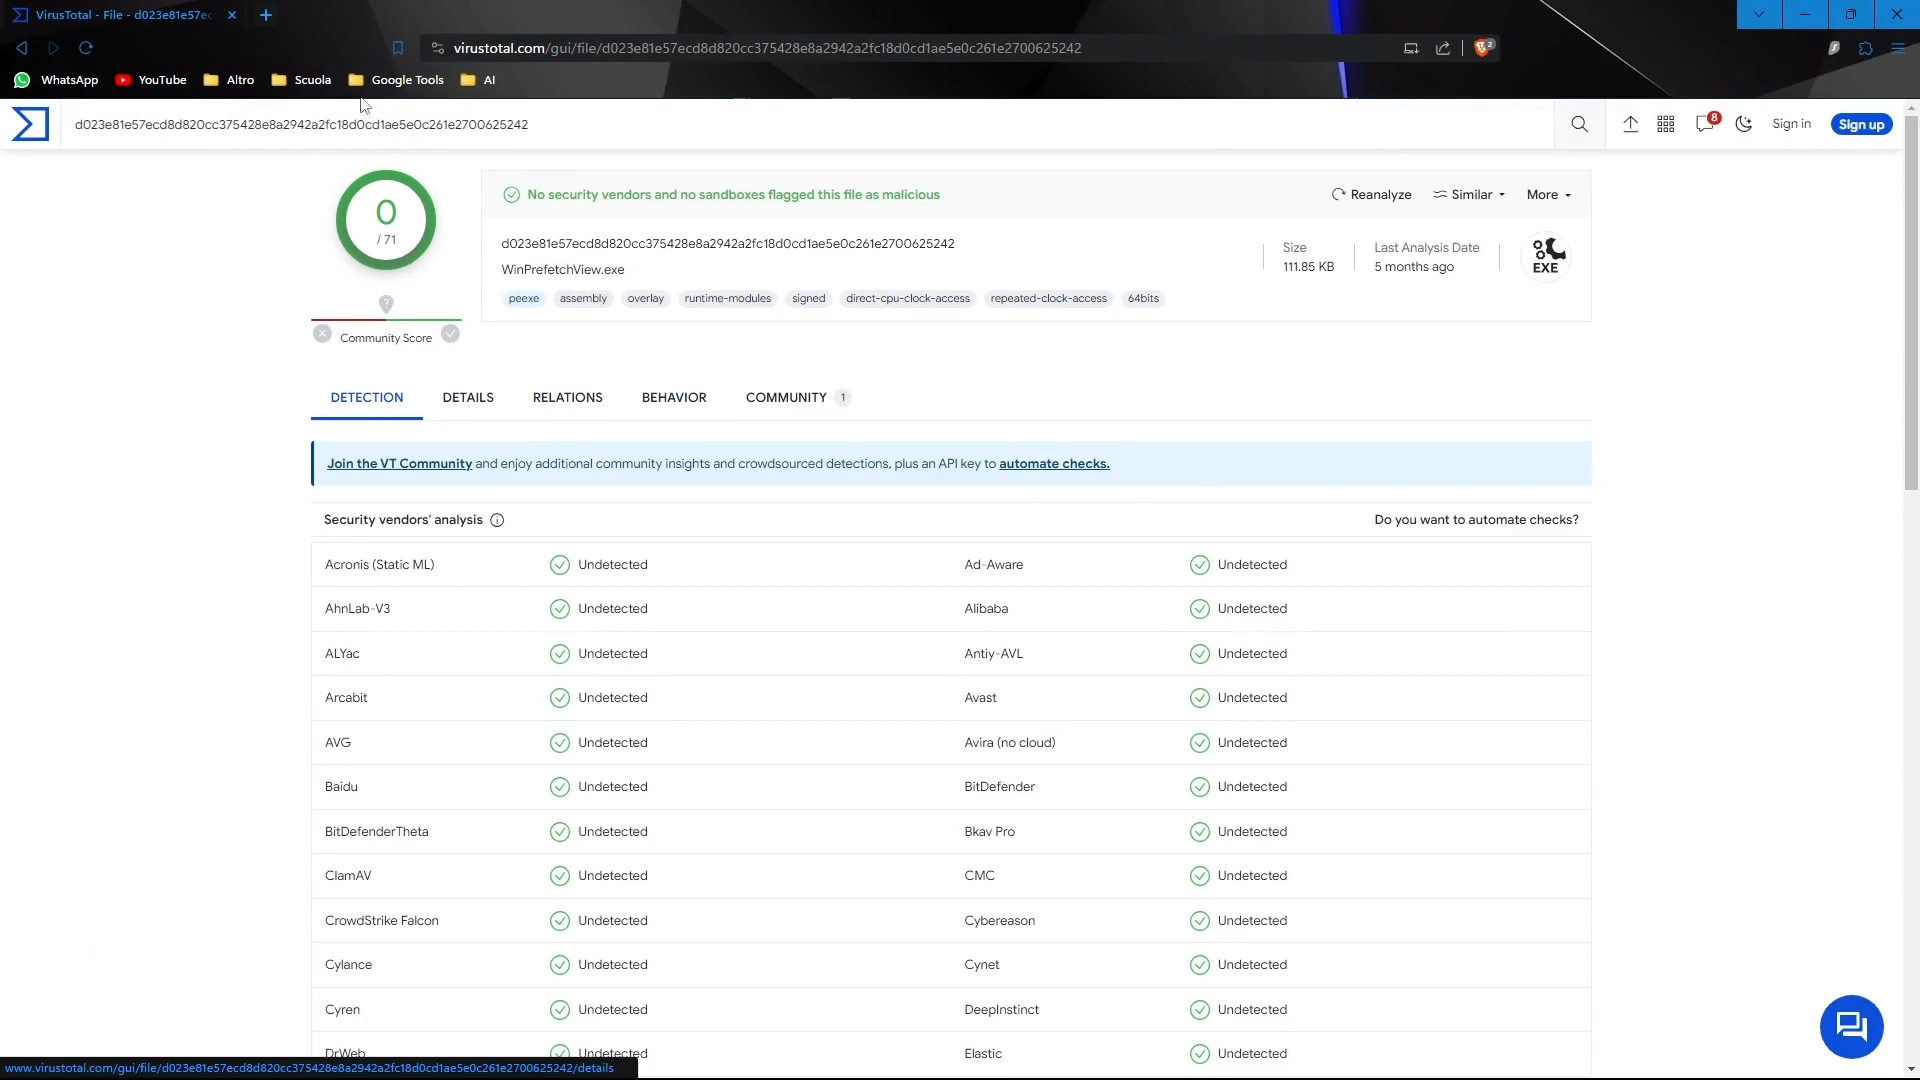 VirusTotal - File - d023e81e57ec
virustotal.com/gui/file/d023e81e57ecd8d820cc375428e8a2942a2fc18d0cd1ae5e0c261e2700625242
2
WhatsApp YouTube Altro Scuola Google Tools AI
d023e81e57ecd8d820cc375428e8a2942a2fc18d0cd1ae5e0c261e2700625242
8
Sign in
Sign up
0
/ 71
Community Score
No security vendors and no sandboxes flagged this file as malicious
Reanalyze Similar More
d023e81e57ecd8d820cc375428e8a2942a2fc18d0cd1ae5e0c261e2700625242
WinPrefetchView.exe
Size
111.85 KB
Last Analysis Date
5 months ago
EXE
peexe assembly overlay runtime-modules signed direct-cpu-clock-access repeated-clock-access 64bits
DETECTION DETAILS RELATIONS BEHAVIOR COMMUNITY 1
Join the VT Community and enjoy additional community insights and crowdsourced detections, plus an API key to automate checks.
Security vendors' analysis Do you want to automate checks?
Acronis (Static ML) Undetected Ad-Aware Undetected
AhnLab-V3 Undetected Alibaba Undetected
ALYac Undetected Antiy-AVL Undetected
Arcabit Undetected Avast Undetected
AVG Undetected Avira (no cloud) Undetected
Baidu Undetected BitDefender Undetected
BitDefenderTheta Undetected Bkav Pro Undetected
ClamAV Undetected CMC Undetected
CrowdStrike Falcon Undetected Cybereason Undetected
Cylance Undetected Cynet Undetected
Cyren Undetected DeepInstinct Undetected
DrWeb Undetected Elastic Undetected
www.virustotal.com/gui/file/d023e81e57ecd8d820cc375428e8a2942a2fc18d0cd1ae5e0c261e2700625242/details